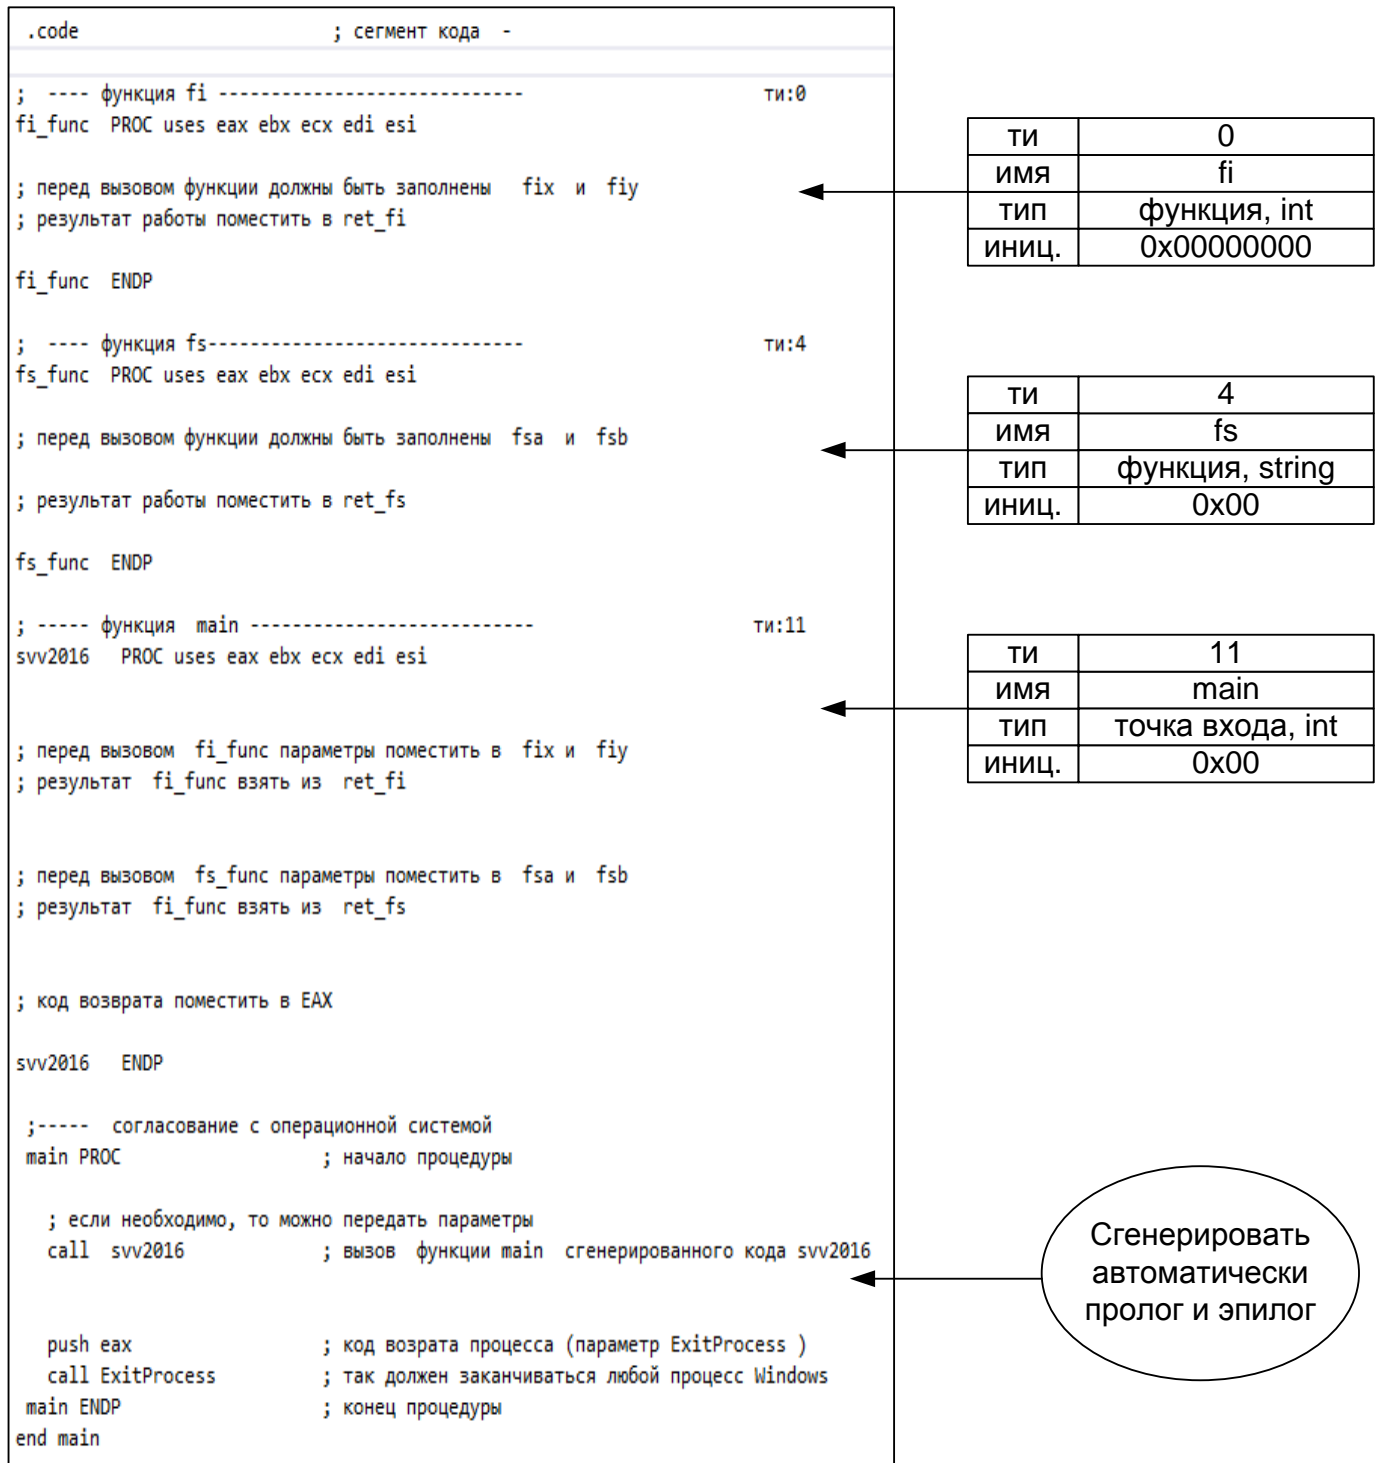 .code ; сегмент кода -
; ---- функция fi ----------------------------- ти:0
fi_func PROC uses eax ebx ecx edi esi
; перед вызовом функции должны быть заполнены fix и fiy
; результат работы поместить в ret_fi
fi_func ENDP
; ---- функция fs------------------------------ ти:4
fs_func PROC uses eax ebx ecx edi esi
; перед вызовом функции должны быть заполнены fsa и fsb
; результат работы поместить в ret_fs
fs_func ENDP
; ----- функция main --------------------------- ти:11
svv2016 PROC uses eax ebx ecx edi esi
; перед вызовом fi_func параметры поместить в fix и fiy
; результат fi_func взять из ret_fi
; перед вызовом fs_func параметры поместить в fsa и fsb
; результат fi_func взять из ret_fs
; код возврата поместить в EAX
svv2016 ENDP
;----- согласование с операционной системой
main PROC ; начало процедуры
; если необходимо, то можно передать параметры
call svv2016 ; вызов функции main сгенерированного кода svv2016
push eax ; код возрата процесса (параметр ExitProcess )
call ExitProcess ; так должен заканчиваться любой процесс Windows
main ENDP ; конец процедуры
end main
ти 0
имя fi
тип функция, int
иниц. 0x00000000
ти 4
имя fs
тип функция, string
иниц. 0x00
ти 11
имя main
тип точка входа, int
иниц. 0x00
Сгенерировать
автоматически
пролог и эпилог